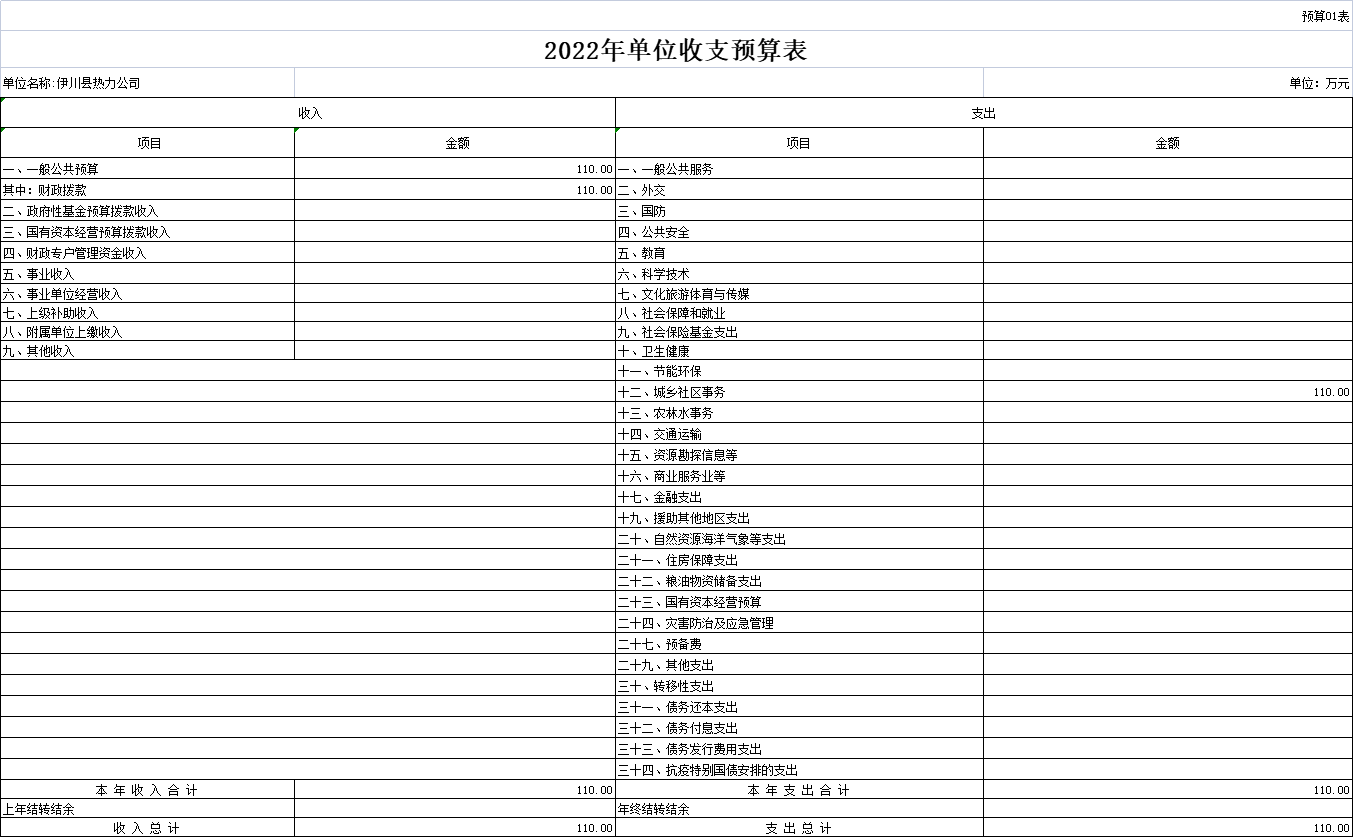 预算01表
2022年单位收支预算表
单位名称:伊川县热力公司 单位：万元
收入 支出
项目 金额 项目 金额
一、一般公共预算 110.00 一、一般公共服务
其中：财政拨款 110.00 二、外交
二、政府性基金预算拨款收入 三、国防
三、国有资本经营预算拨款收入 四、公共安全
四、财政专户管理资金收入 五、教育
五、事业收入 六、科学技术
六、事业单位经营收入 七、文化旅游体育与传媒
七、上级补助收入 八、社会保障和就业
八、附属单位上缴收入 九、社会保险基金支出
九、其他收入 十、卫生健康
十一、节能环保
十二、城乡社区事务 110.00
十三、农林水事务
十四、交通运输
十五、资源勘探信息等
十六、商业服务业等
十七、金融支出
十九、援助其他地区支出
二十、自然资源海洋气象等支出
二十一、住房保障支出
二十二、粮油物资储备支出
二十三、国有资本经营预算
二十四、灾害防治及应急管理
二十七、预备费
二十九、其他支出
三十、转移性支出
三十一、债务还本支出
三十二、债务付息支出
三十三、债务发行费用支出
三十四、抗疫特别国债安排的支出
本 年 收 入 合 计 110.00 本 年 支 出 合 计 110.00
上年结转结余 年终结转结余
收 入 总 计 110.00 支 出 总 计 110.00